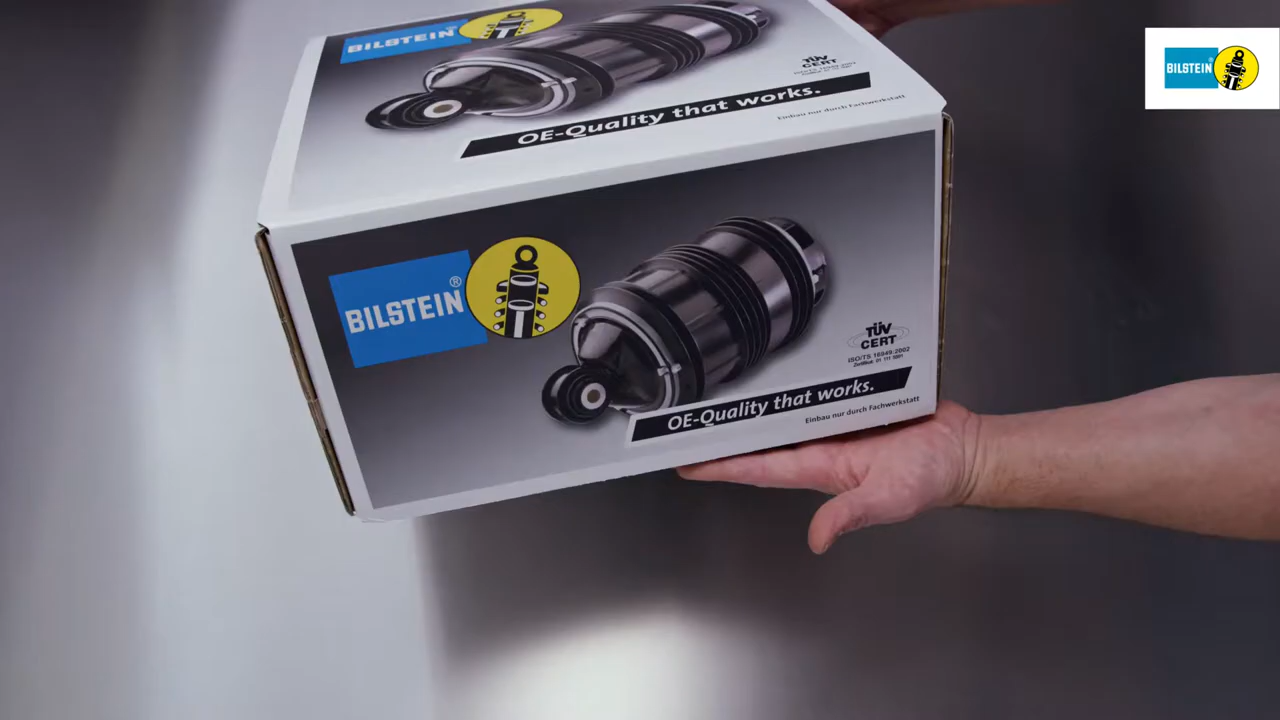 BILSTEIN
TÜV
CERT
OE-Quality that works.
Einbau nur durch Fachwerkstatt
BILSTEIN
BILSTEIN®
TÜV
CERT
ISO/TS 16949:2002
OE-Quality that works.
Einbau nur durch Fachwerkstatt